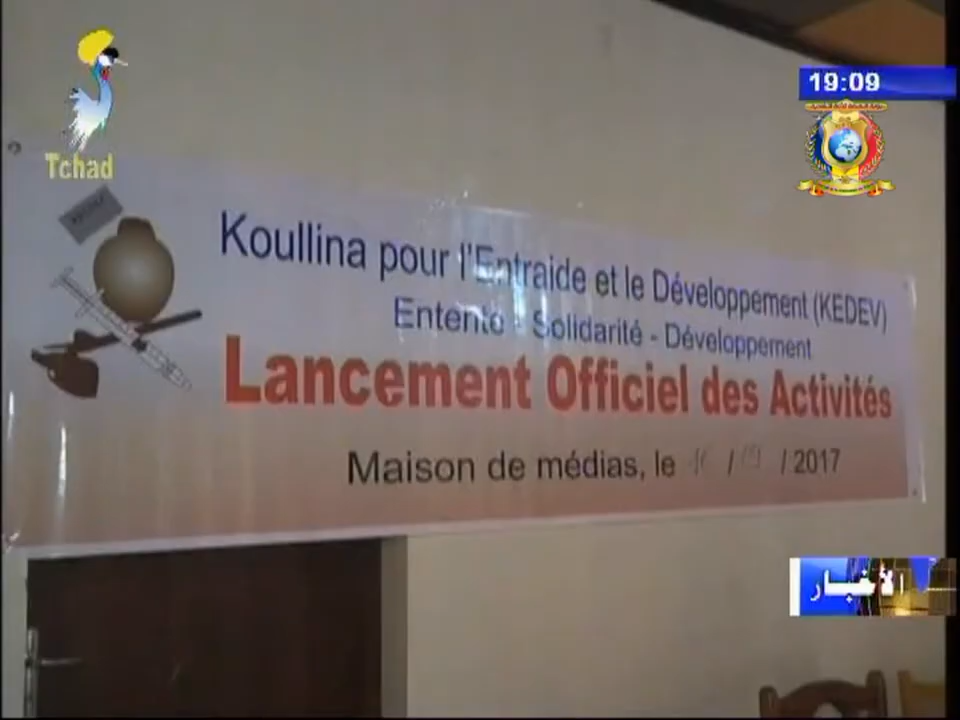 19:09
Tchad
Koullina pour l'Entraide et le Développement (KEDEV)
Entente - Solidarité - Développement
Lancement Officiel des Activités
Maison de médias, le / / 2017
الأخبار